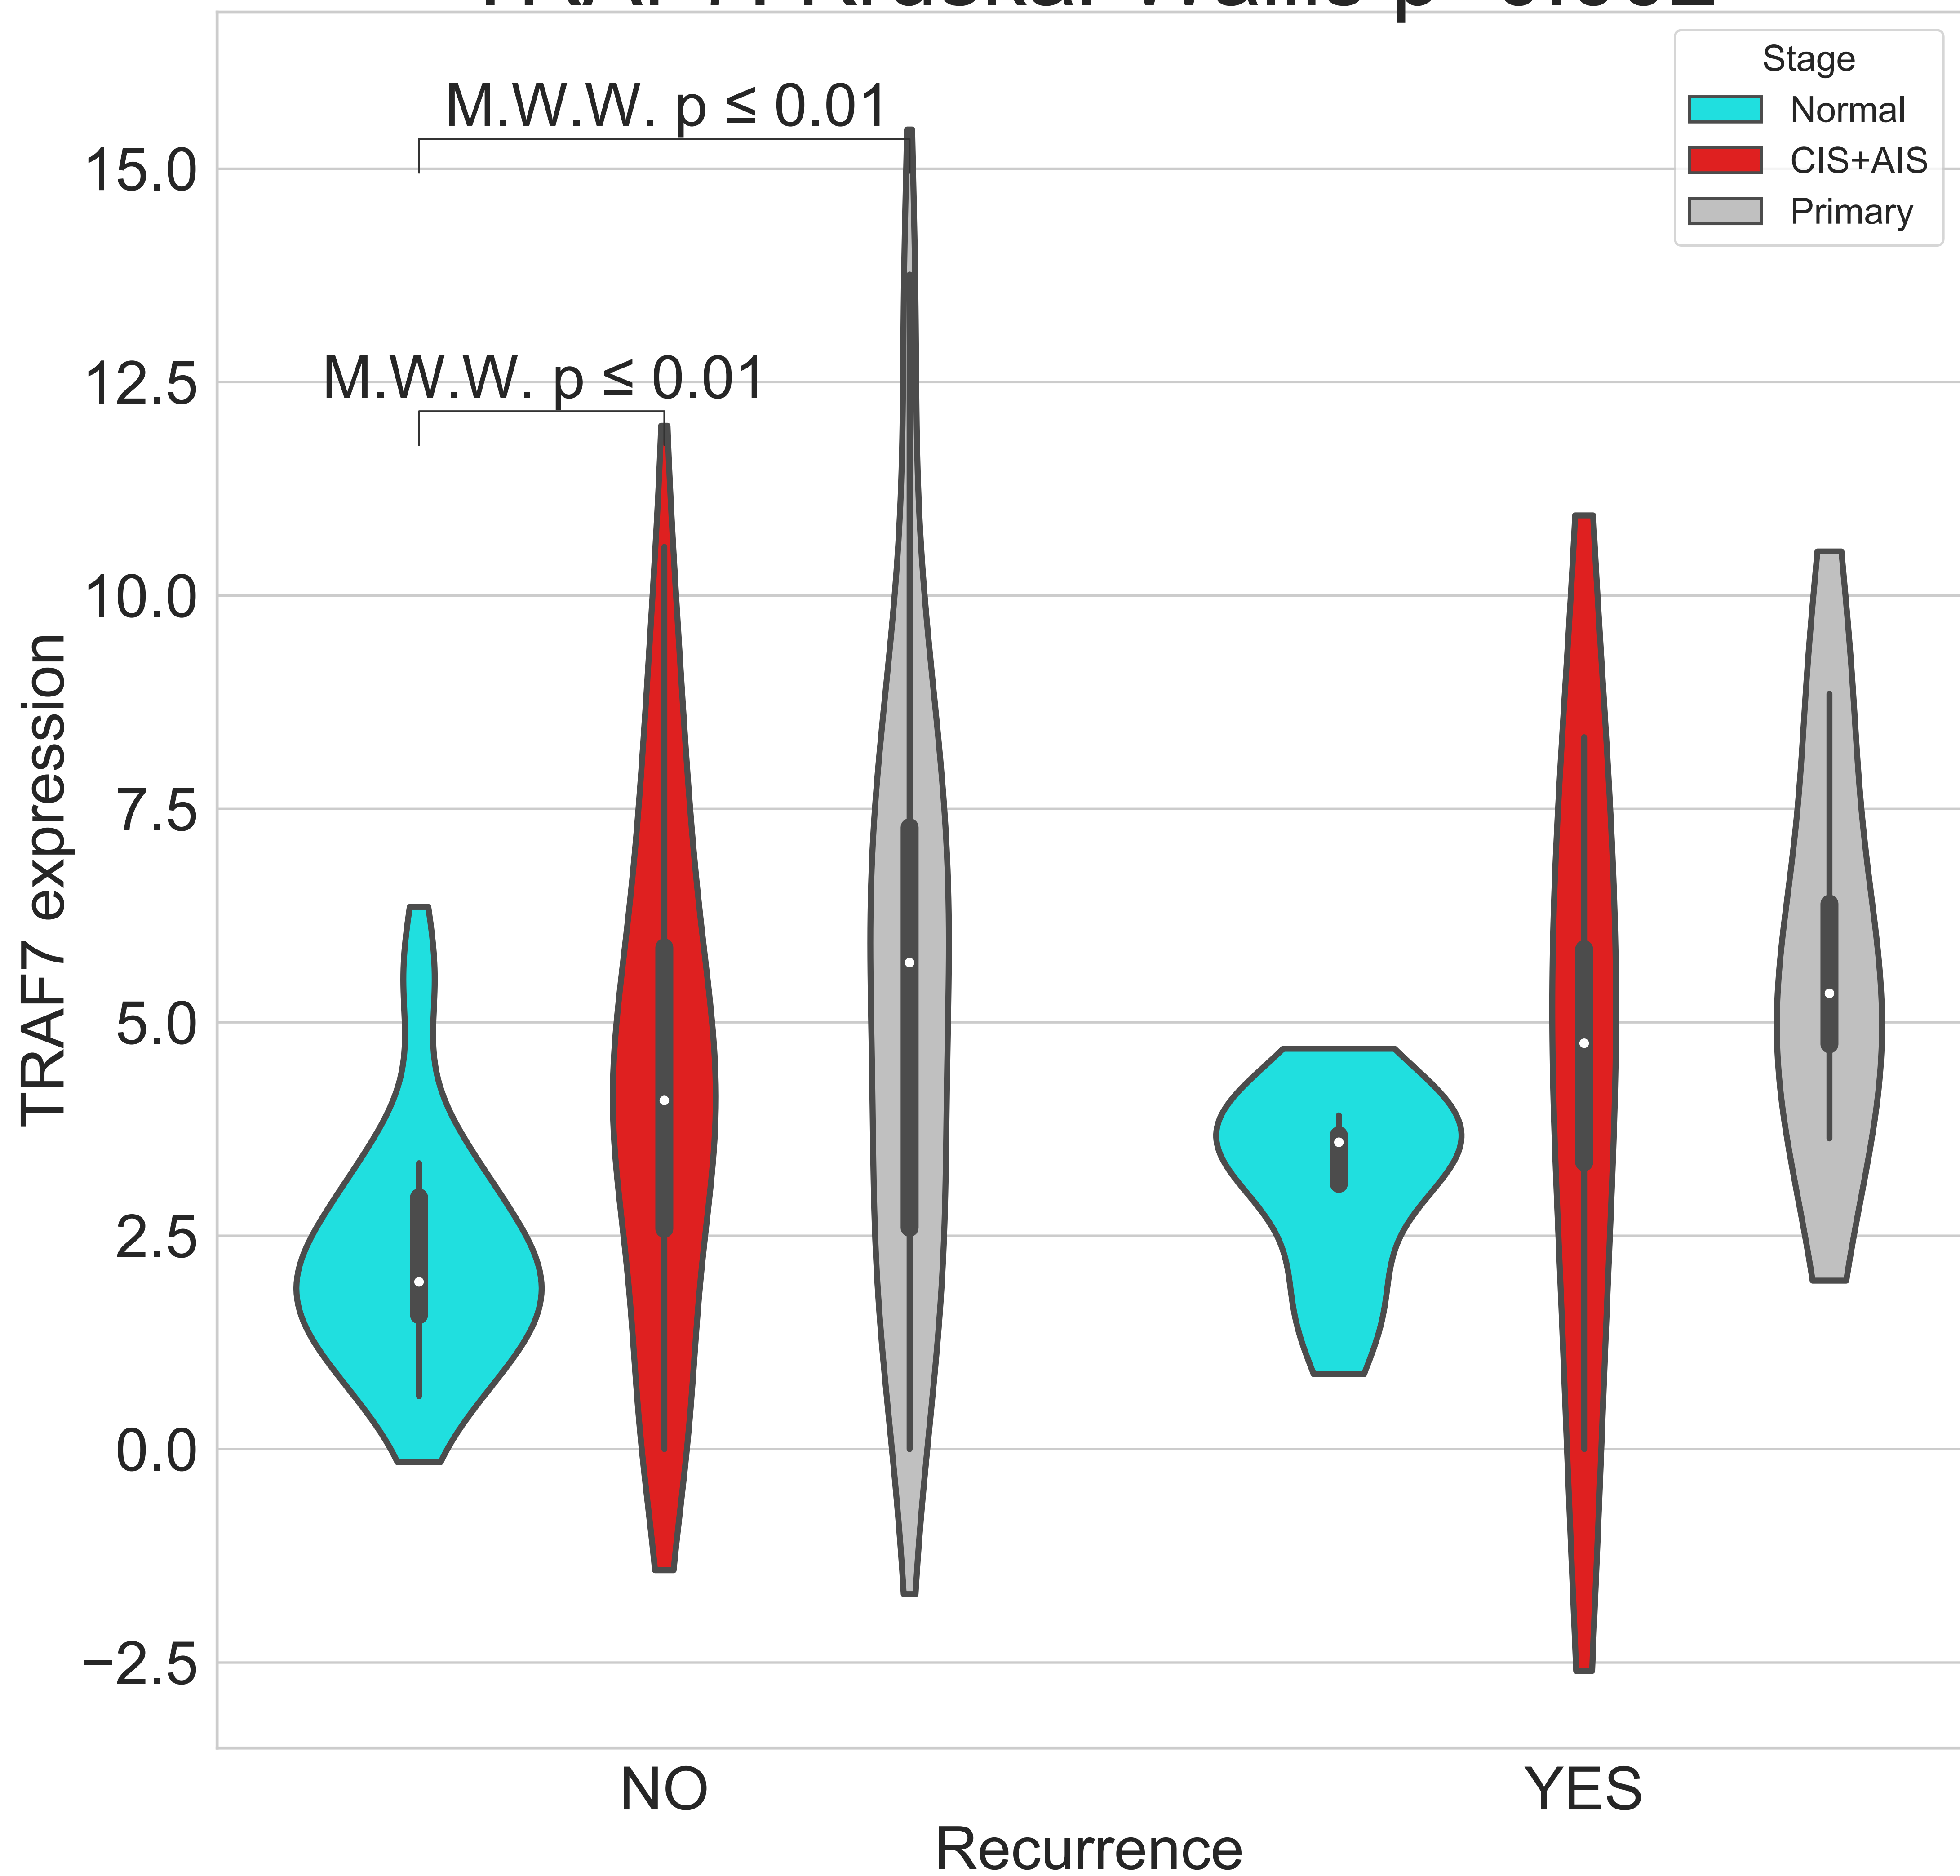 Stage
Normal
CIS+AIS
Primary
M.W.W. p ≤ 0.01
M.W.W. p ≤ 0.01
15.0
12.5
10.0
7.5
5.0
2.5
0.0
−2.5
TRAF7 expression
NO
YES
Recurrence